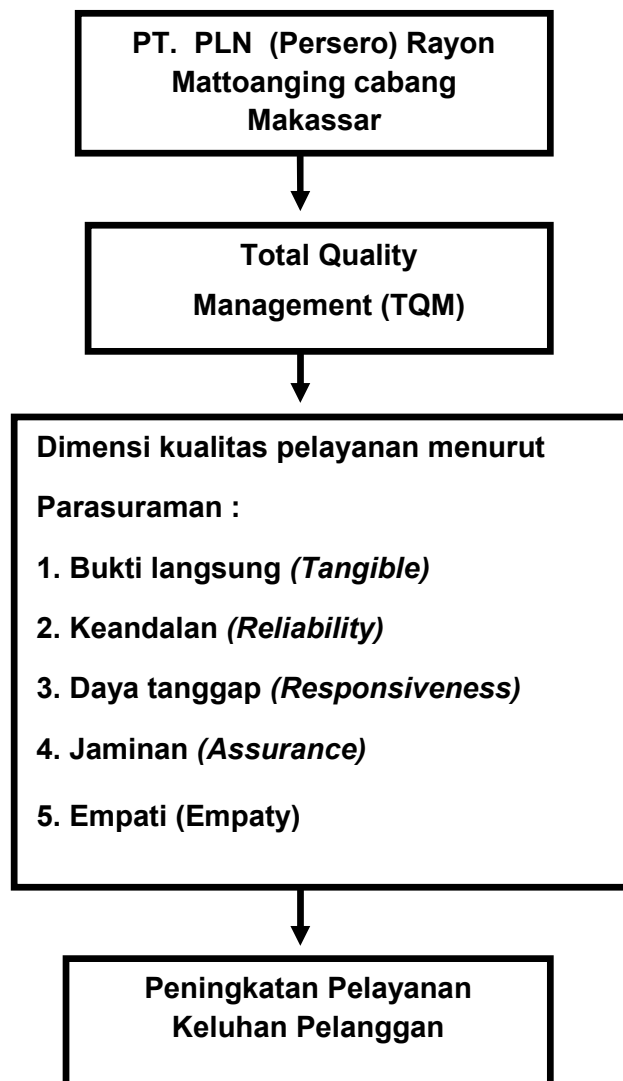 PT. PLN (Persero) Rayon
Mattoanging cabang
Makassar
Total Quality
Management (TQM)
Dimensi kualitas pelayanan menurut
Parasuraman :
1. Bukti langsung (Tangible)
2. Keandalan (Reliability)
3. Daya tanggap (Responsiveness)
4. Jaminan (Assurance)
5. Empati (Empaty)
Peningkatan Pelayanan
Keluhan Pelanggan